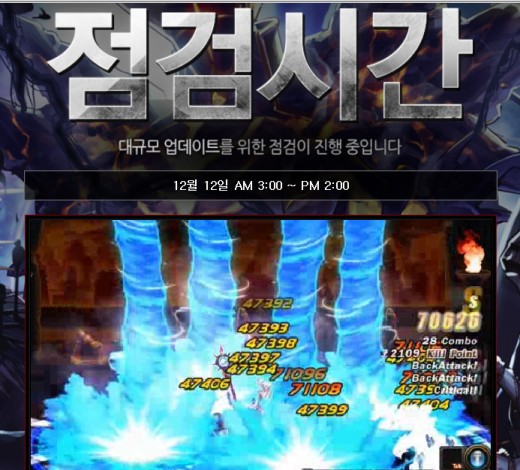 점검시간
대규모 업데이트를 위한 점검이 진행 중입니다
12월 12일 AM 3:00 ~ PM 2:00
47392
S
70626
47393
28 Combo
47398
2109 Kill Point
47397
BackAttack!
47394
71096
BackAttack!
47406
71108
Critical!
47399